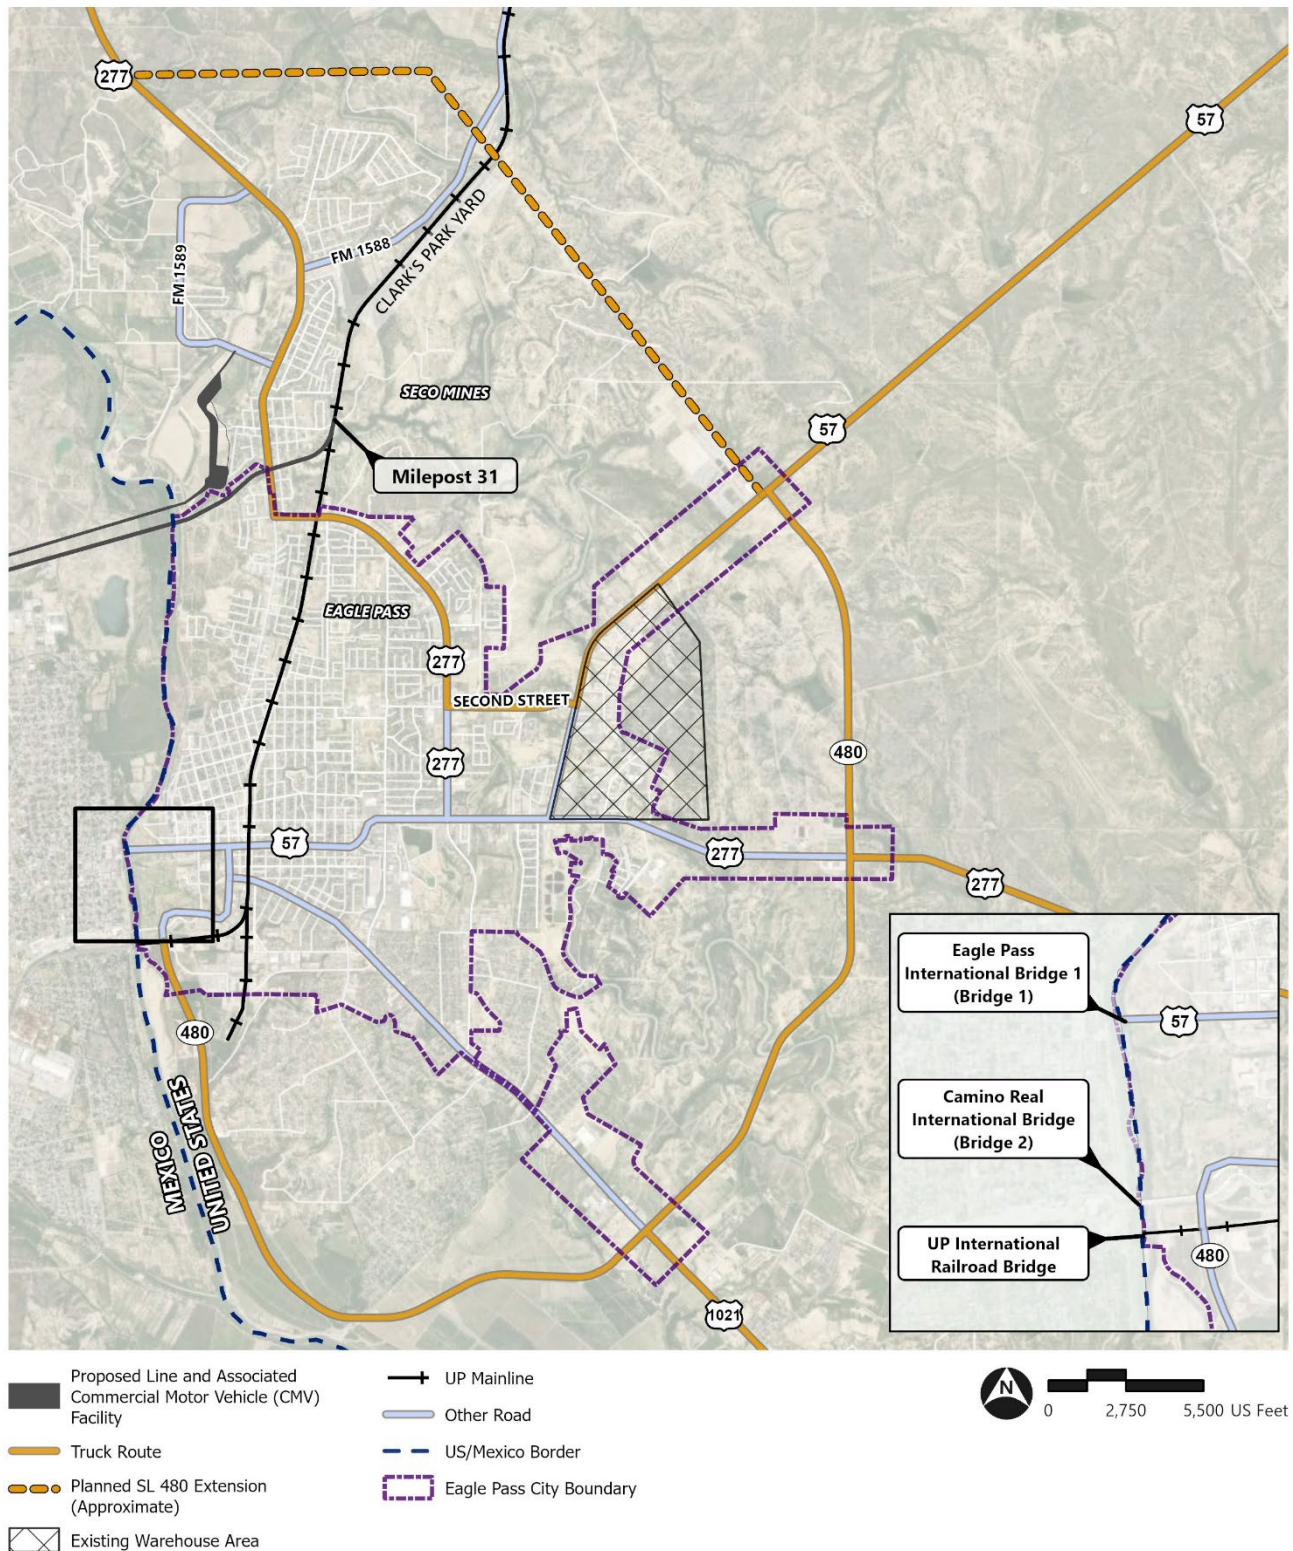 277
57
FM 1588
FM 1589
CLARK'S PARK YARD
SECO MINES
57
Milepost 31
EAGLE PASS
277
SECOND STREET
277
480
57
277
277
480
MEXICO
UNITED STATES
1021
Eagle Pass
International Bridge 1
(Bridge 1)
57
Camino Real
International Bridge
(Bridge 2)
UP International
Railroad Bridge
480
Proposed Line and Associated
Commercial Motor Vehicle (CMV)
Facility
Truck Route
Planned SL 480 Extension
(Approximate)
Existing Warehouse Area
UP Mainline
Other Road
US/Mexico Border
Eagle Pass City Boundary
N
0 2,750 5,500 US Feet